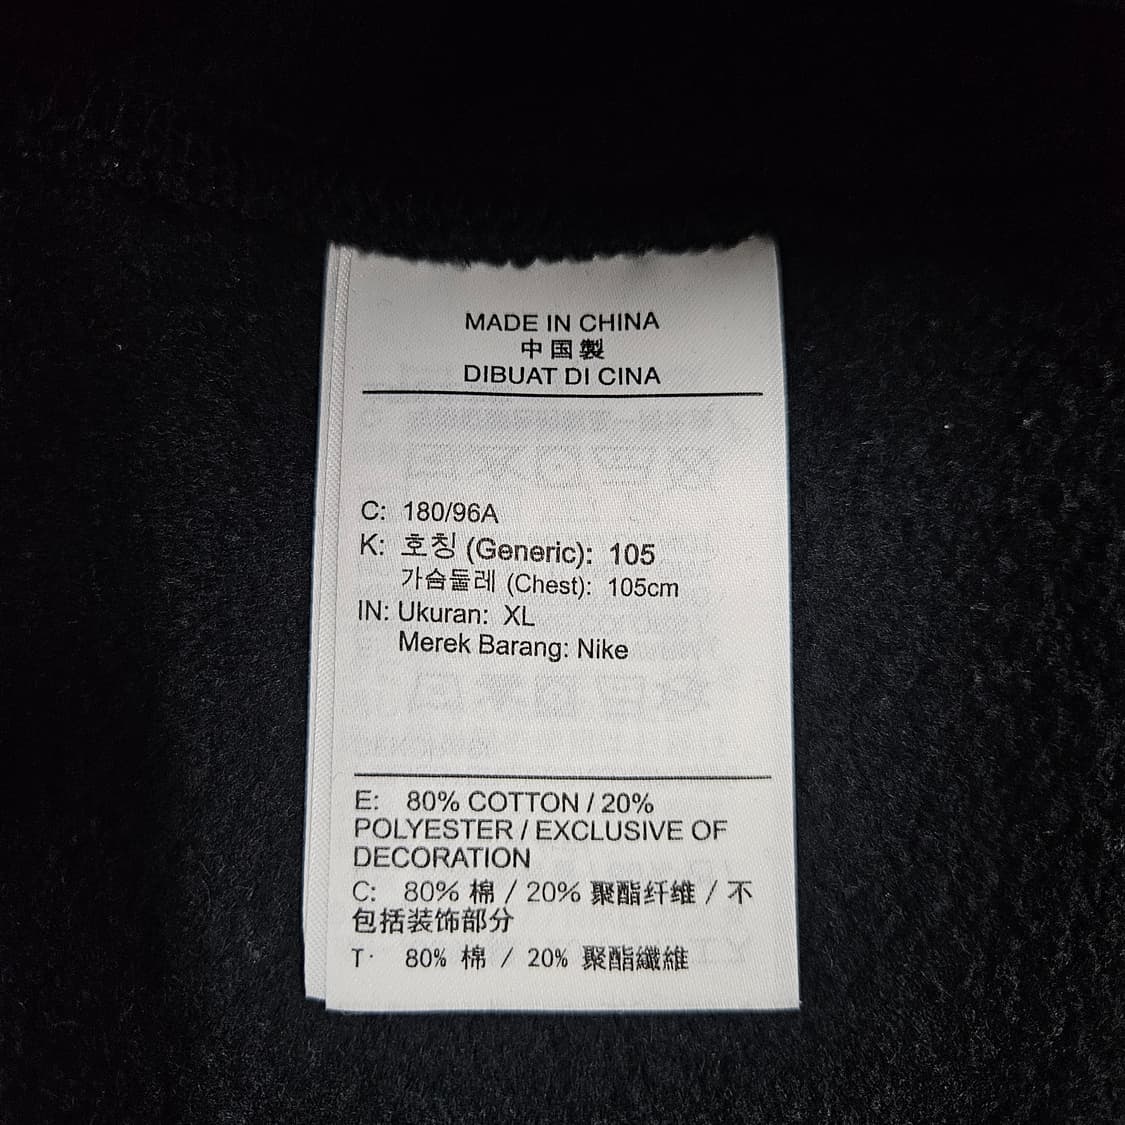 MADE IN CHINA
中国製
DIBUAT DI CINA
C: 180/96A
K: 호칭 (Generic): 105
가슴둘레 (Chest): 105cm
IN: Ukuran: XL
Merek Barang: Nike
E: 80% COTTON / 20%
POLYESTER / EXCLUSIVE OF
DECORATION
C: 80% 棉 / 20% 聚酯纤维 / 不
包括装饰部分
T: 80% 棉 / 20% 聚酯纖維